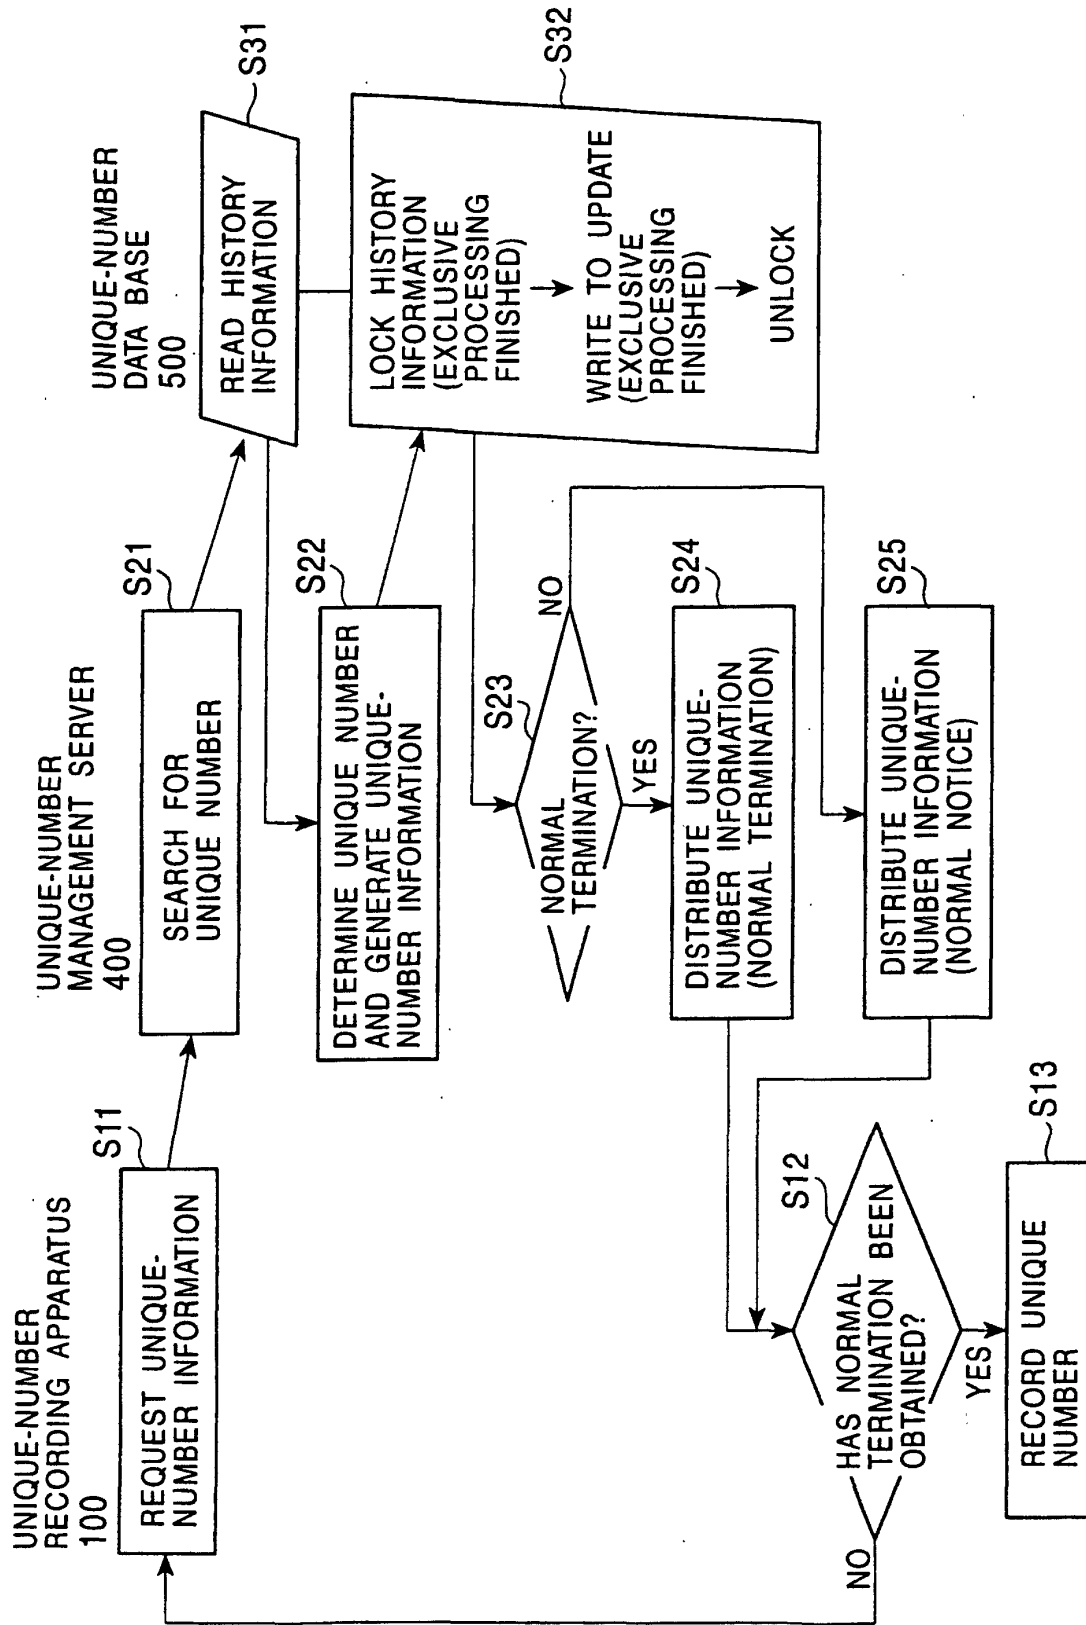 UNIQUE-NUMBER
RECORDING APPARATUS
100
REQUEST UNIQUE-
NUMBER INFORMATION
S11
HAS NORMAL
TERMINATION BEEN
OBTAINED?
S12
NO
YES
RECORD UNIQUE
NUMBER
S13
UNIQUE-NUMBER
MANAGEMENT SERVER
400
SEARCH FOR
UNIQUE NUMBER
S21
DETERMINE UNIQUE NUMBER
AND GENERATE UNIQUE-
NUMBER INFORMATION
S22
NORMAL
TERMINATION?
S23
NO
YES
DISTRIBUTE UNIQUE-
NUMBER INFORMATION
(NORMAL TERMINATION)
S24
DISTRIBUTE UNIQUE-
NUMBER INFORMATION
(NORMAL NOTICE)
S25
UNIQUE-NUMBER
DATA BASE
500
READ HISTORY
INFORMATION
S31
LOCK HISTORY
INFORMATION
(EXCLUSIVE
PROCESSING
FINISHED)
WRITE TO UPDATE
(EXCLUSIVE
PROCESSING
FINISHED)
UNLOCK
S32